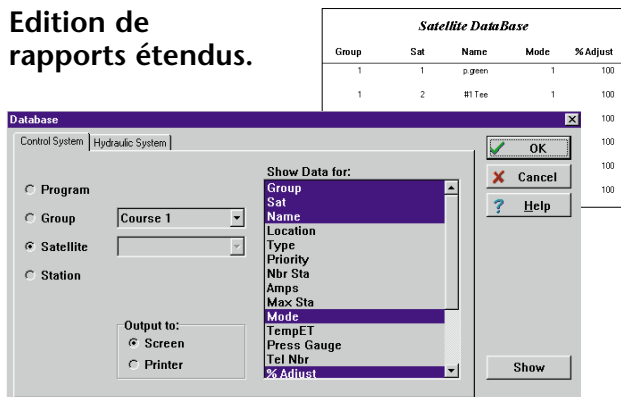 Edition de
rapports étendus.
Satellite DataBase
Group Sat Name Mode % Adjust
1 1 p.green 1 100
1 2 #1 Tee 1 100
100
100
100
100
Database
Control System Hydraulic System
Program
Group Course 1
Satellite
Station
Output to:
Screen
Printer
Show Data for:
Group
Sat
Name
Location
Type
Priority
Nbr Sta
Amps
Max Sta
Mode
TempET
Press Gauge
Tel Nbr
% Adjust
OK
Cancel
Help
Show